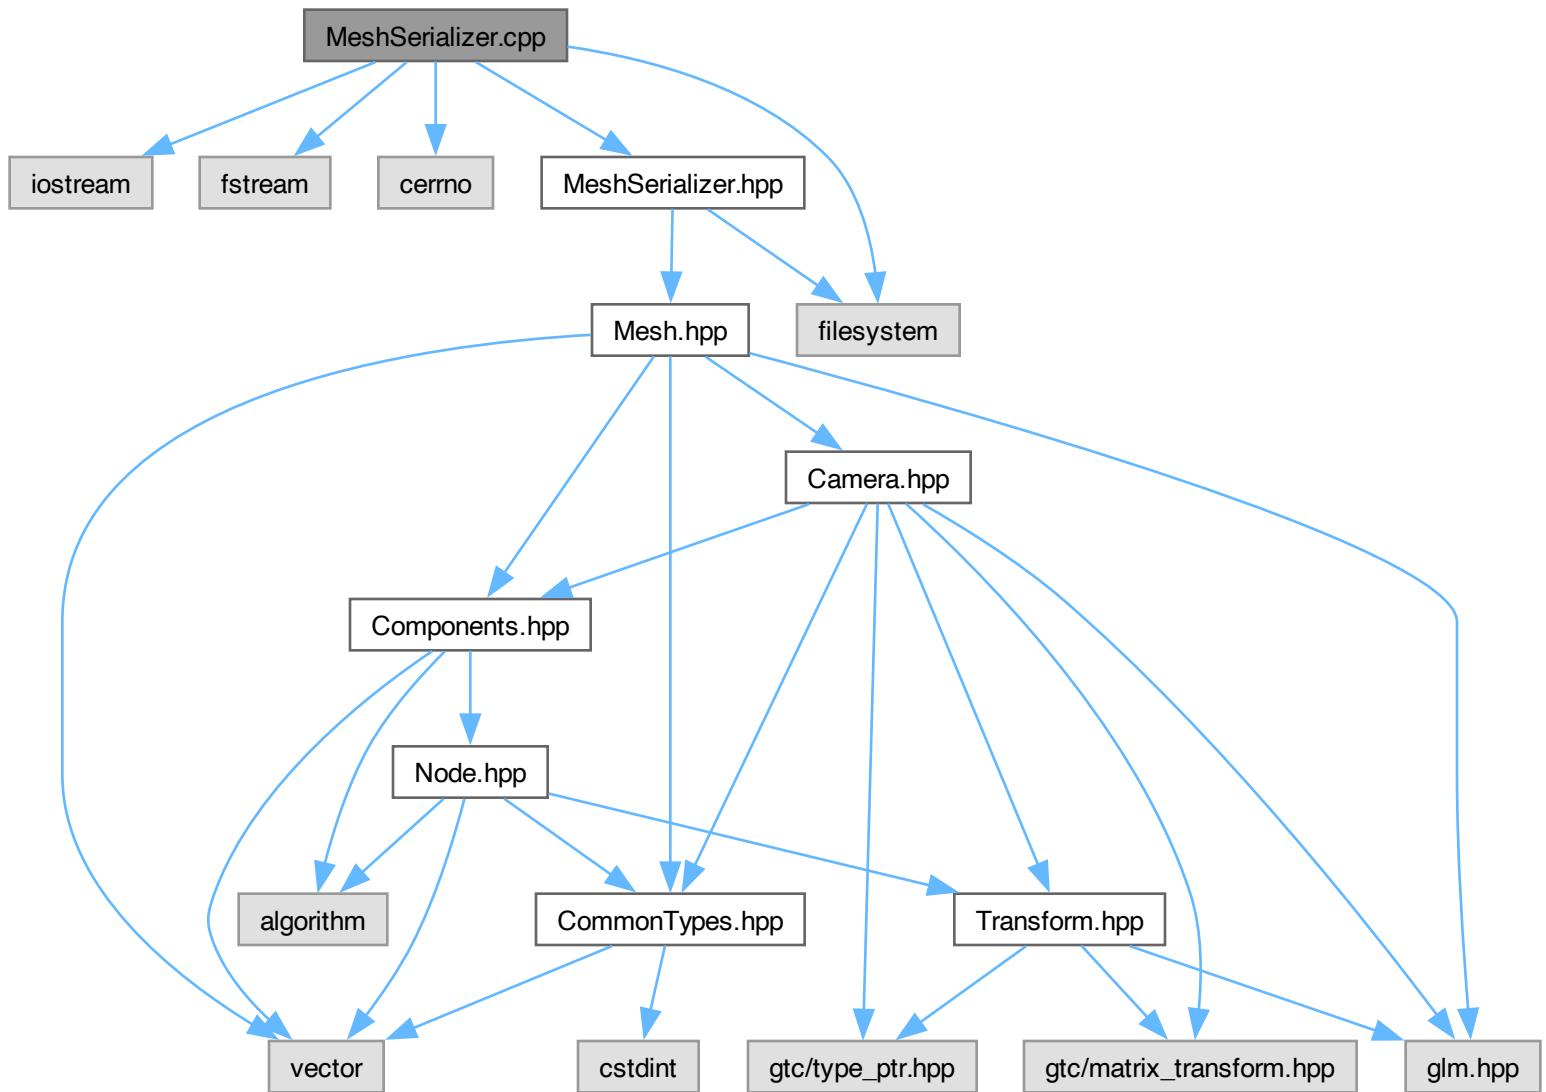 MeshSerializer.cpp
iostream
fstream
cerrno
MeshSerializer.hpp
Mesh.hpp
filesystem
Camera.hpp
Components.hpp
Node.hpp
algorithm
CommonTypes.hpp
Transform.hpp
vector
cstdint
gtc/type_ptr.hpp
gtc/matrix_transform.hpp
glm.hpp